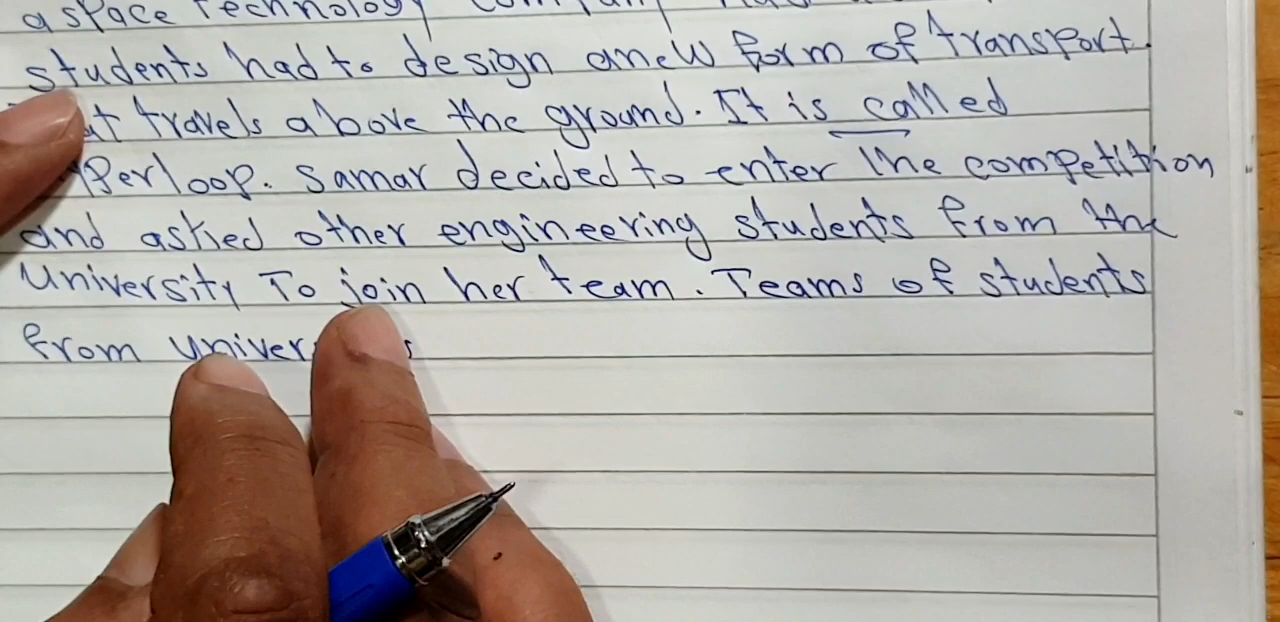 a space technology
students had to design a new form of transport.
travels above the ground. It is called
Perloop. Samar decided to enter the competition
and asked other engineering students from the
University To join her team. Teams of students
from